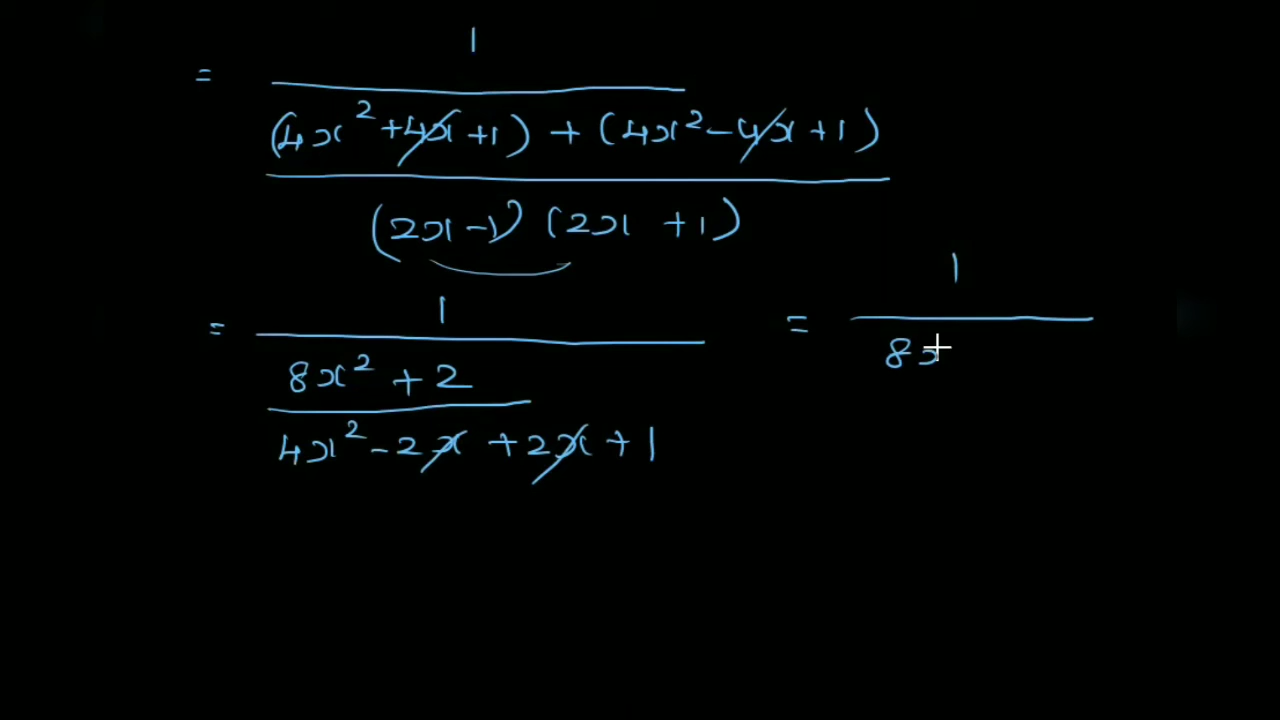 1
=
(4x² + 4x + 1) + (4x² - 4x + 1)
(2x - 1) (2x + 1)
= 1
8x² + 2
4x² - 2x + 2x + 1
= 1
8x